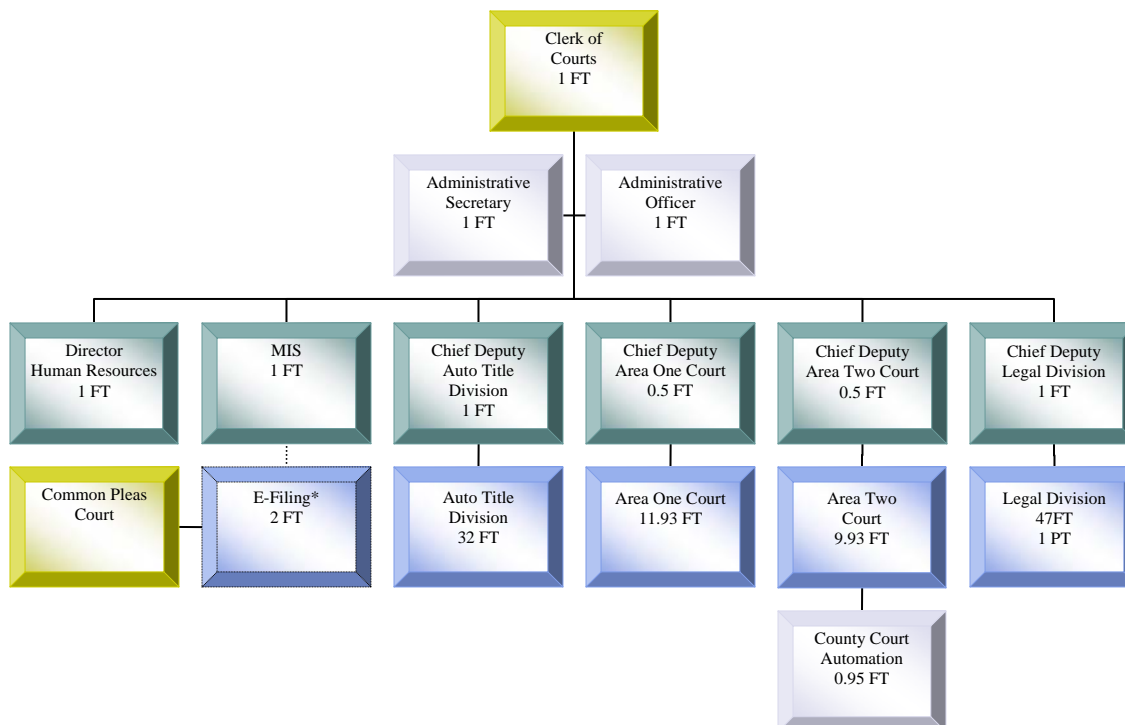 Clerk of
Courts
1 FT
Administrative
Secretary
1 FT
Administrative
Officer
1 FT
Director
Human Resources
1 FT
MIS
1 FT
Chief Deputy
Auto Title
Division
1 FT
Chief Deputy
Area One Court
0.5 FT
Chief Deputy
Area Two Court
0.5 FT
Chief Deputy
Legal Division
1 FT
Common Pleas
Court
E-Filing*
2 FT
Auto Title
Division
32 FT
Area One Court
11.93 FT
Area Two
Court
9.93 FT
Legal Division
47FT
1 PT
County Court
Automation
0.95 FT